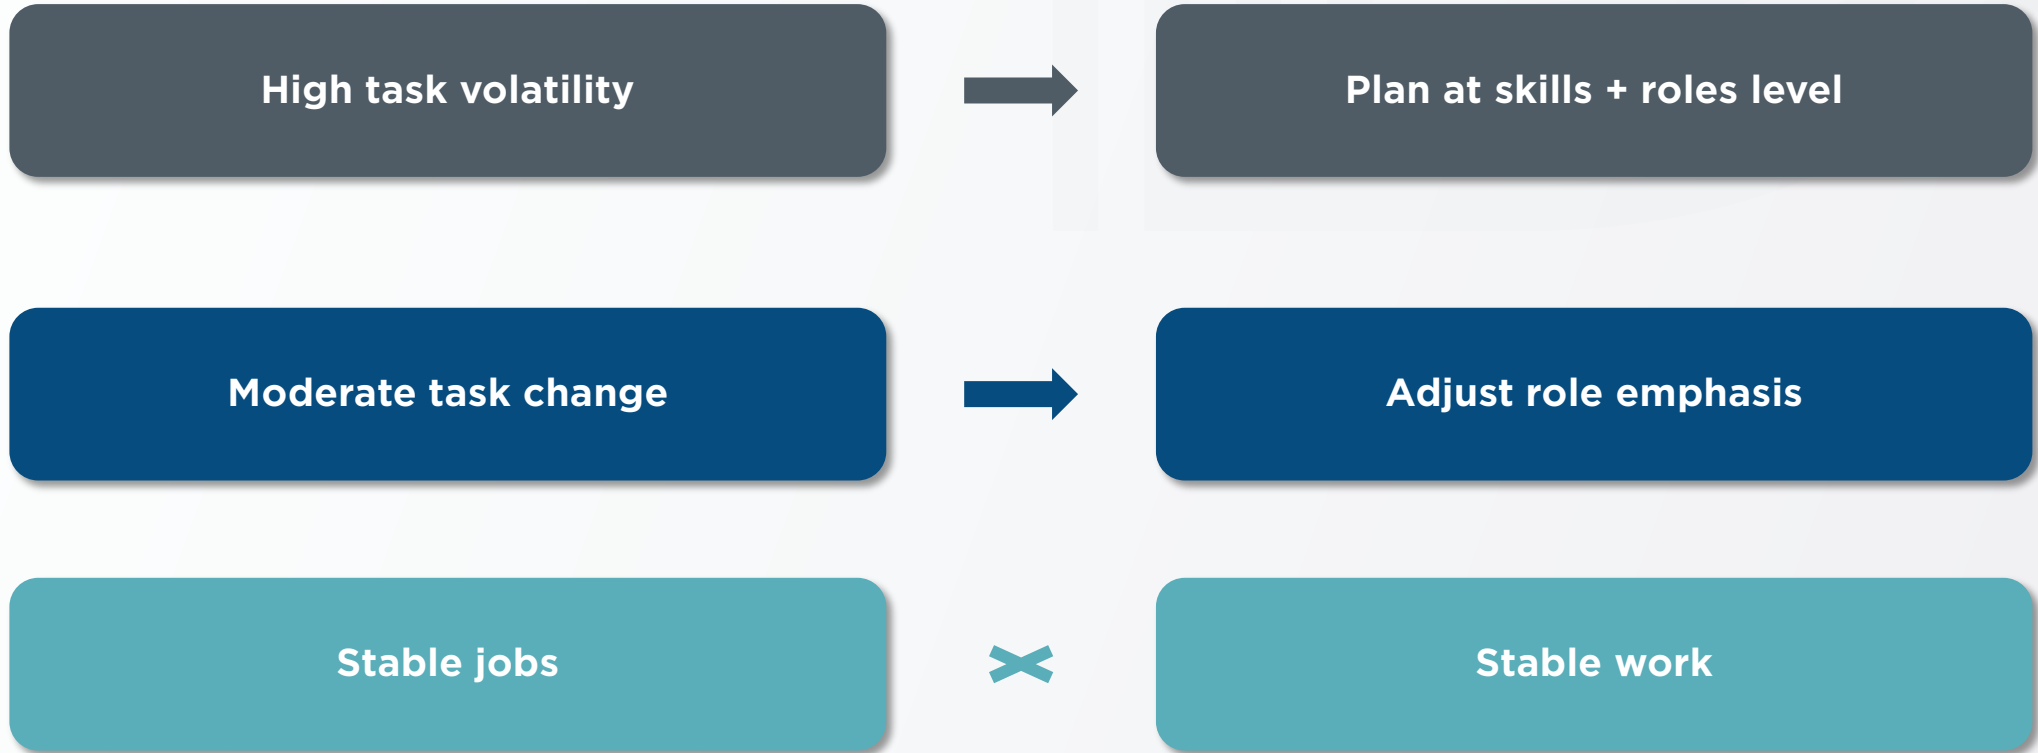 High task volatility
Plan at skills + roles level
Moderate task change
Adjust role emphasis
Stable jobs
Stable work